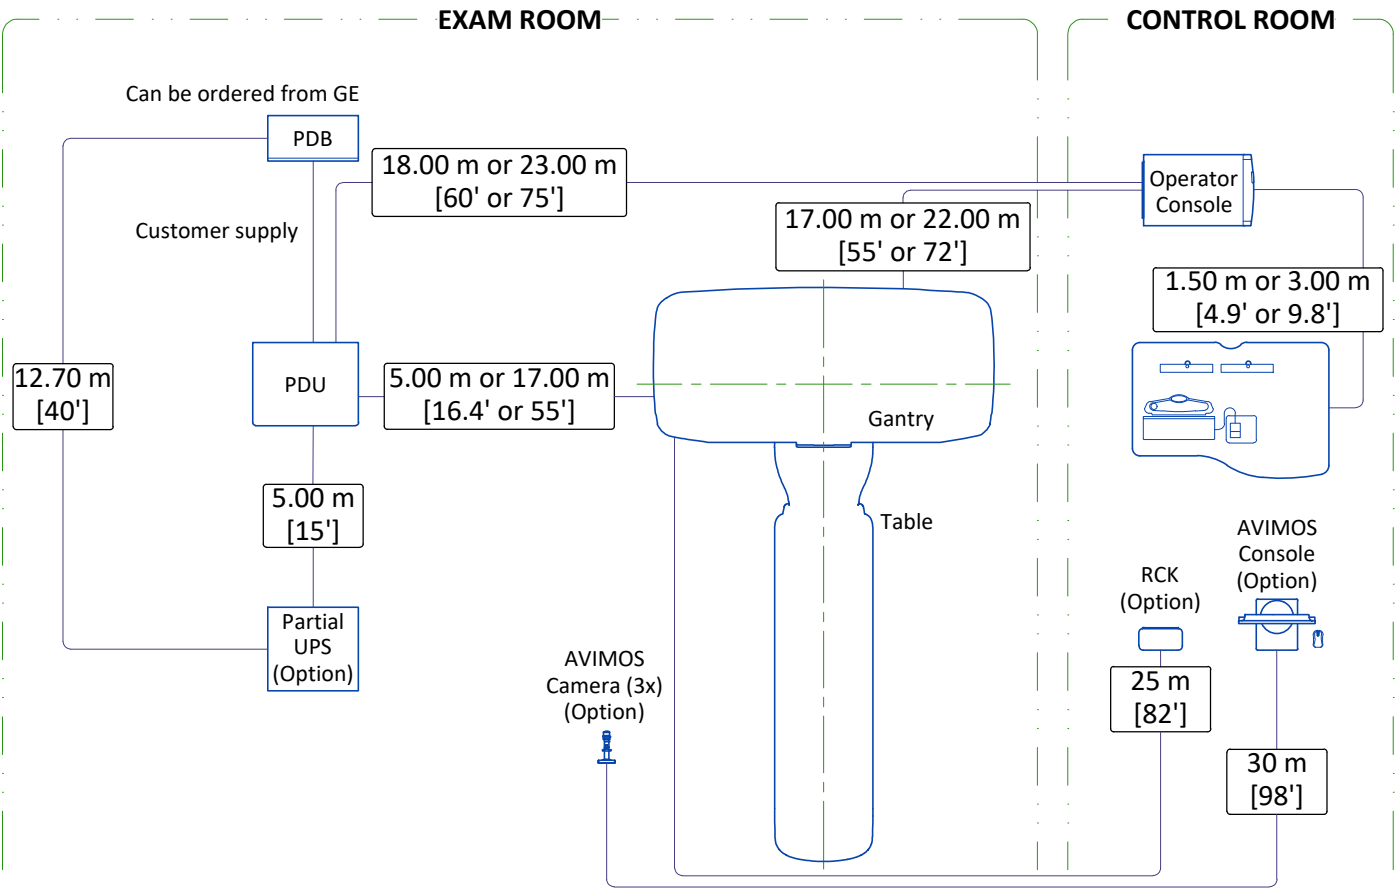 EXAM ROOM
CONTROL ROOM
Can be ordered from GE
PDB
18.00 m or 23.00 m
[60' or 75']
Operator
Console
Customer supply
17.00 m or 22.00 m
[55' or 72']
1.50 m or 3.00 m
[4.9' or 9.8']
12.70 m
[40']
PDU
5.00 m or 17.00 m
[16.4' or 55']
Gantry
5.00 m
[15']
Table
AVIMOS
Console
(Option)
RCK
(Option)
Partial
UPS
(Option)
AVIMOS
Camera (3x)
(Option)
25 m
[82']
30 m
[98']